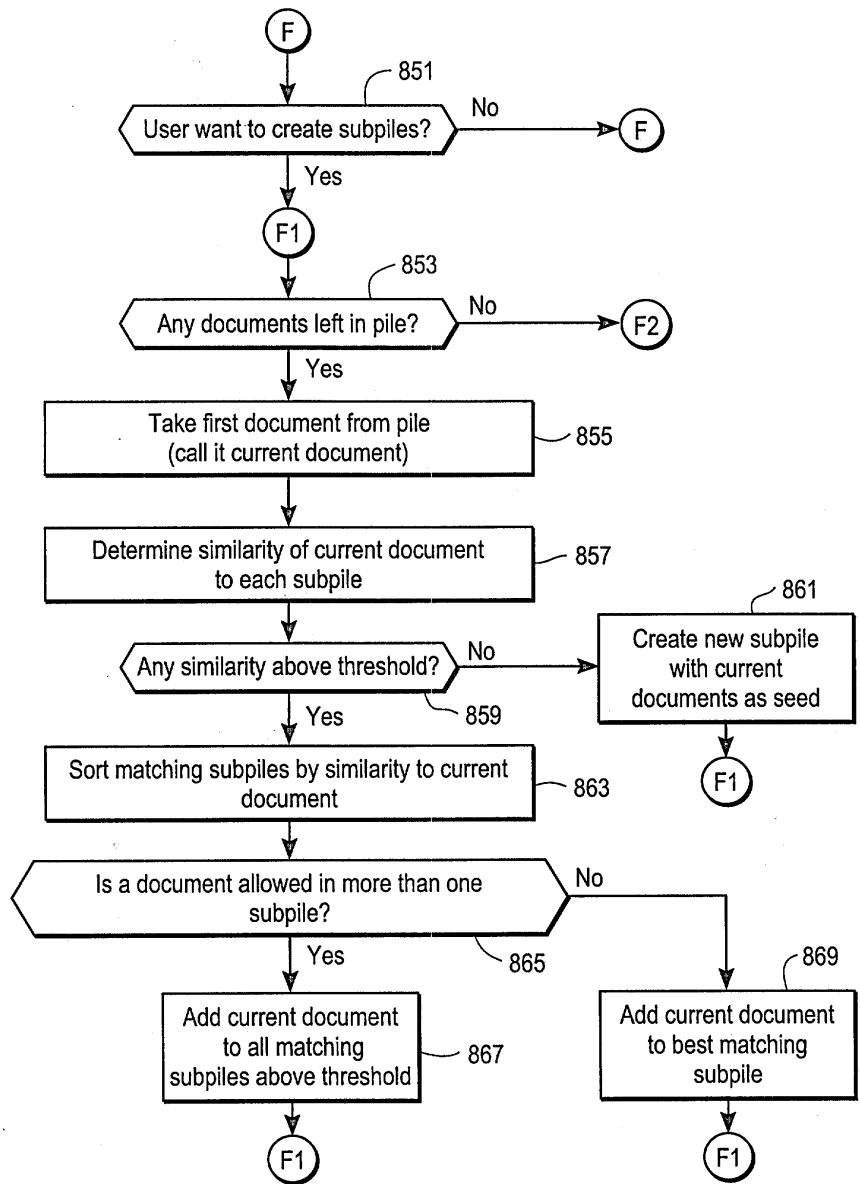 F
851
User want to create subpiles?
No
F
Yes
F1
853
Any documents left in pile?
No
F2
Yes
Take first document from pile
(call it current document)
855
Determine similarity of current document
to each subpile
857
Any similarity above threshold?
No
859
Yes
861
Create new subpile
with current
documents as seed
F1
Sort matching subpiles by similarity to current
document
863
Is a document allowed in more than one
subpile?
No
865
Yes
Add current document
to all matching
subpiles above threshold
867
F1
869
Add current document
to best matching
subpile
F1